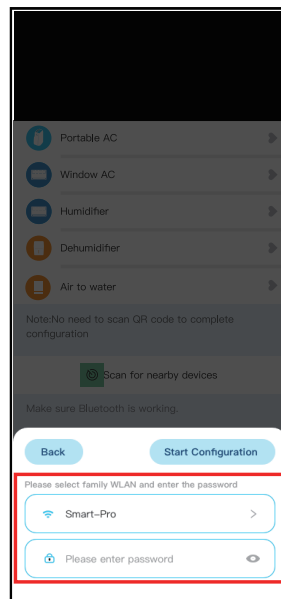 Portable AC
Window AC
Humidifier
Dehumidifier
Air to water
Note:No need to scan QR code to complete
configuration
Scan for nearby devices
Make sure Bluetooth is working.
Back
Start Configuration
Please select family WLAN and enter the password
Smart-Pro
Please enter password